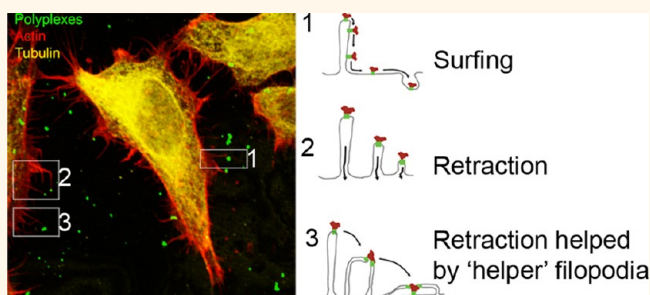 Polyplexes
Actin
Tubulin
1
2
3
1
Surfing
2
Retraction
3
Retraction helped
by ‘helper’ filopodia